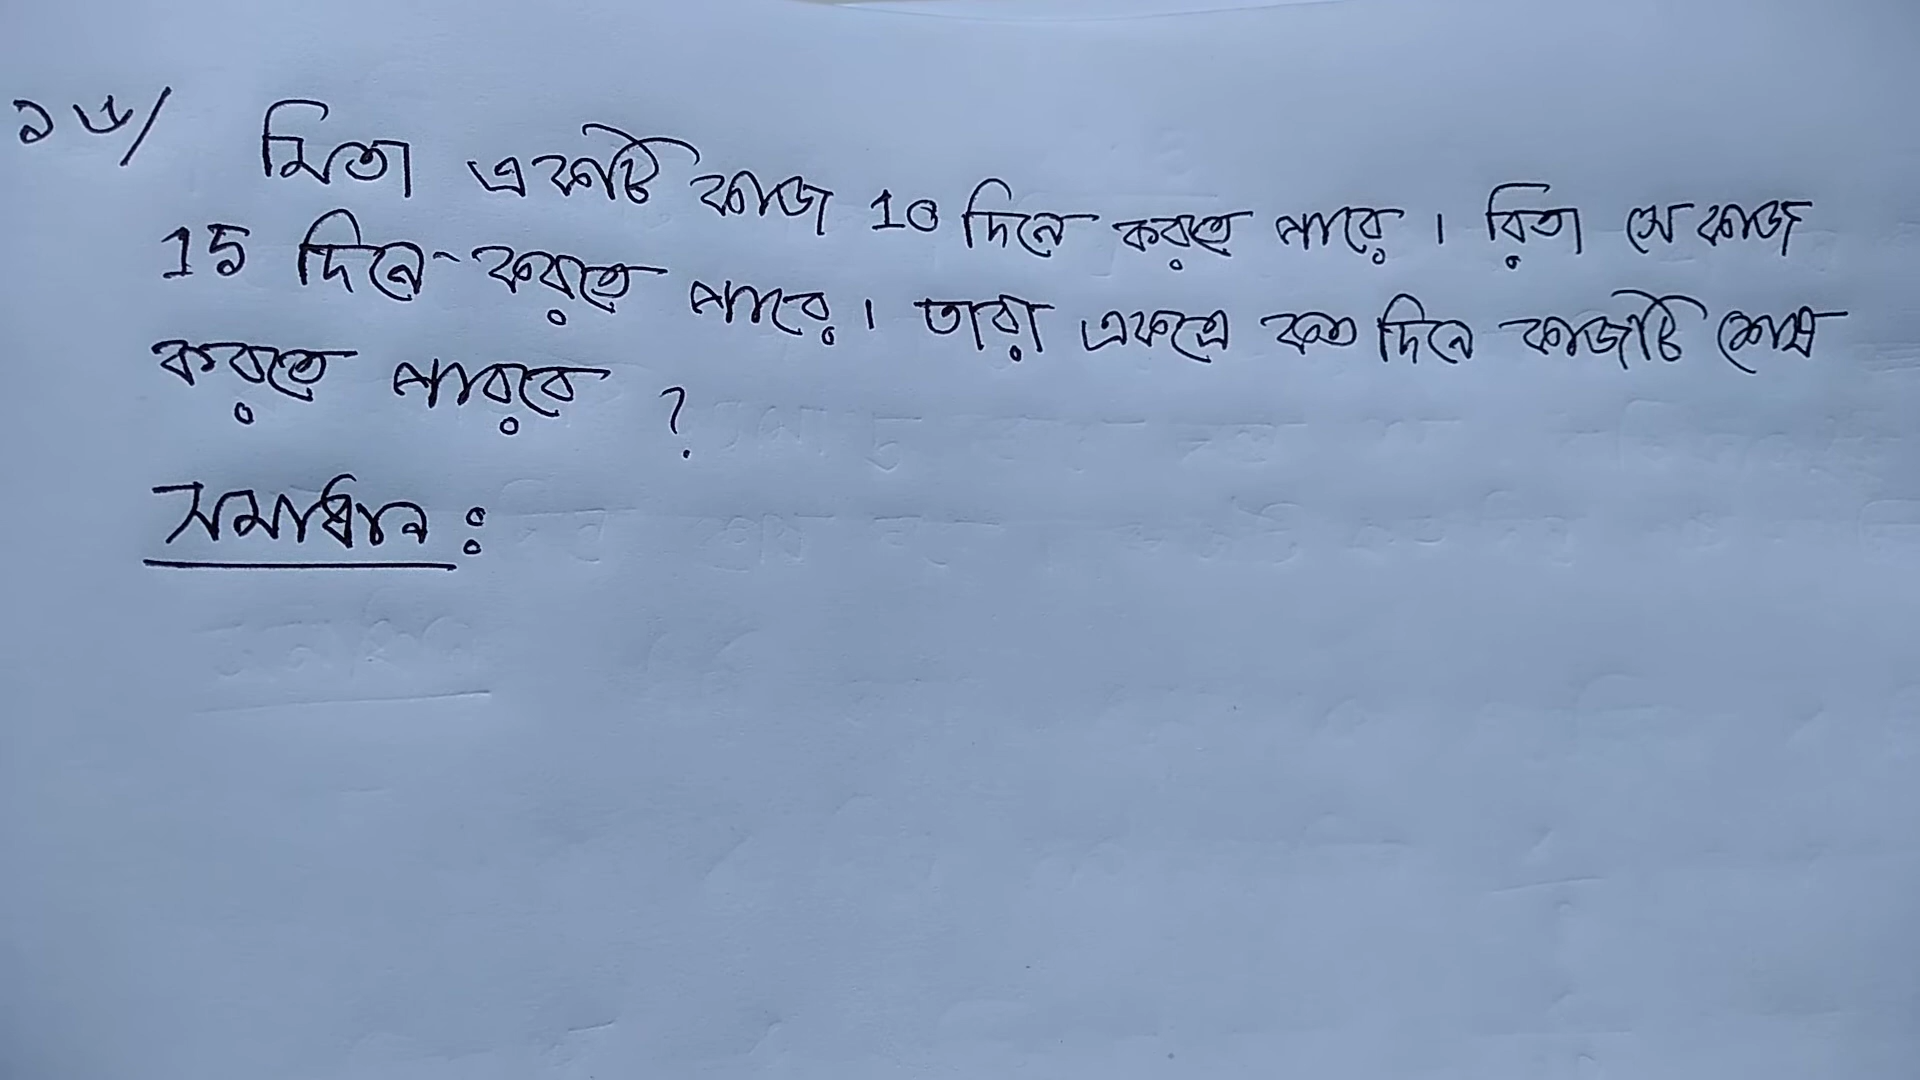 ১৬/ মিতা একটি কাজ 10 দিনে করতে পারে। রিতা সে কাজ
15 দিনে করতে পারে। তারা একত্রে কত দিনে কাজটি শেষ
করতে পারবে ?
সমাধান :